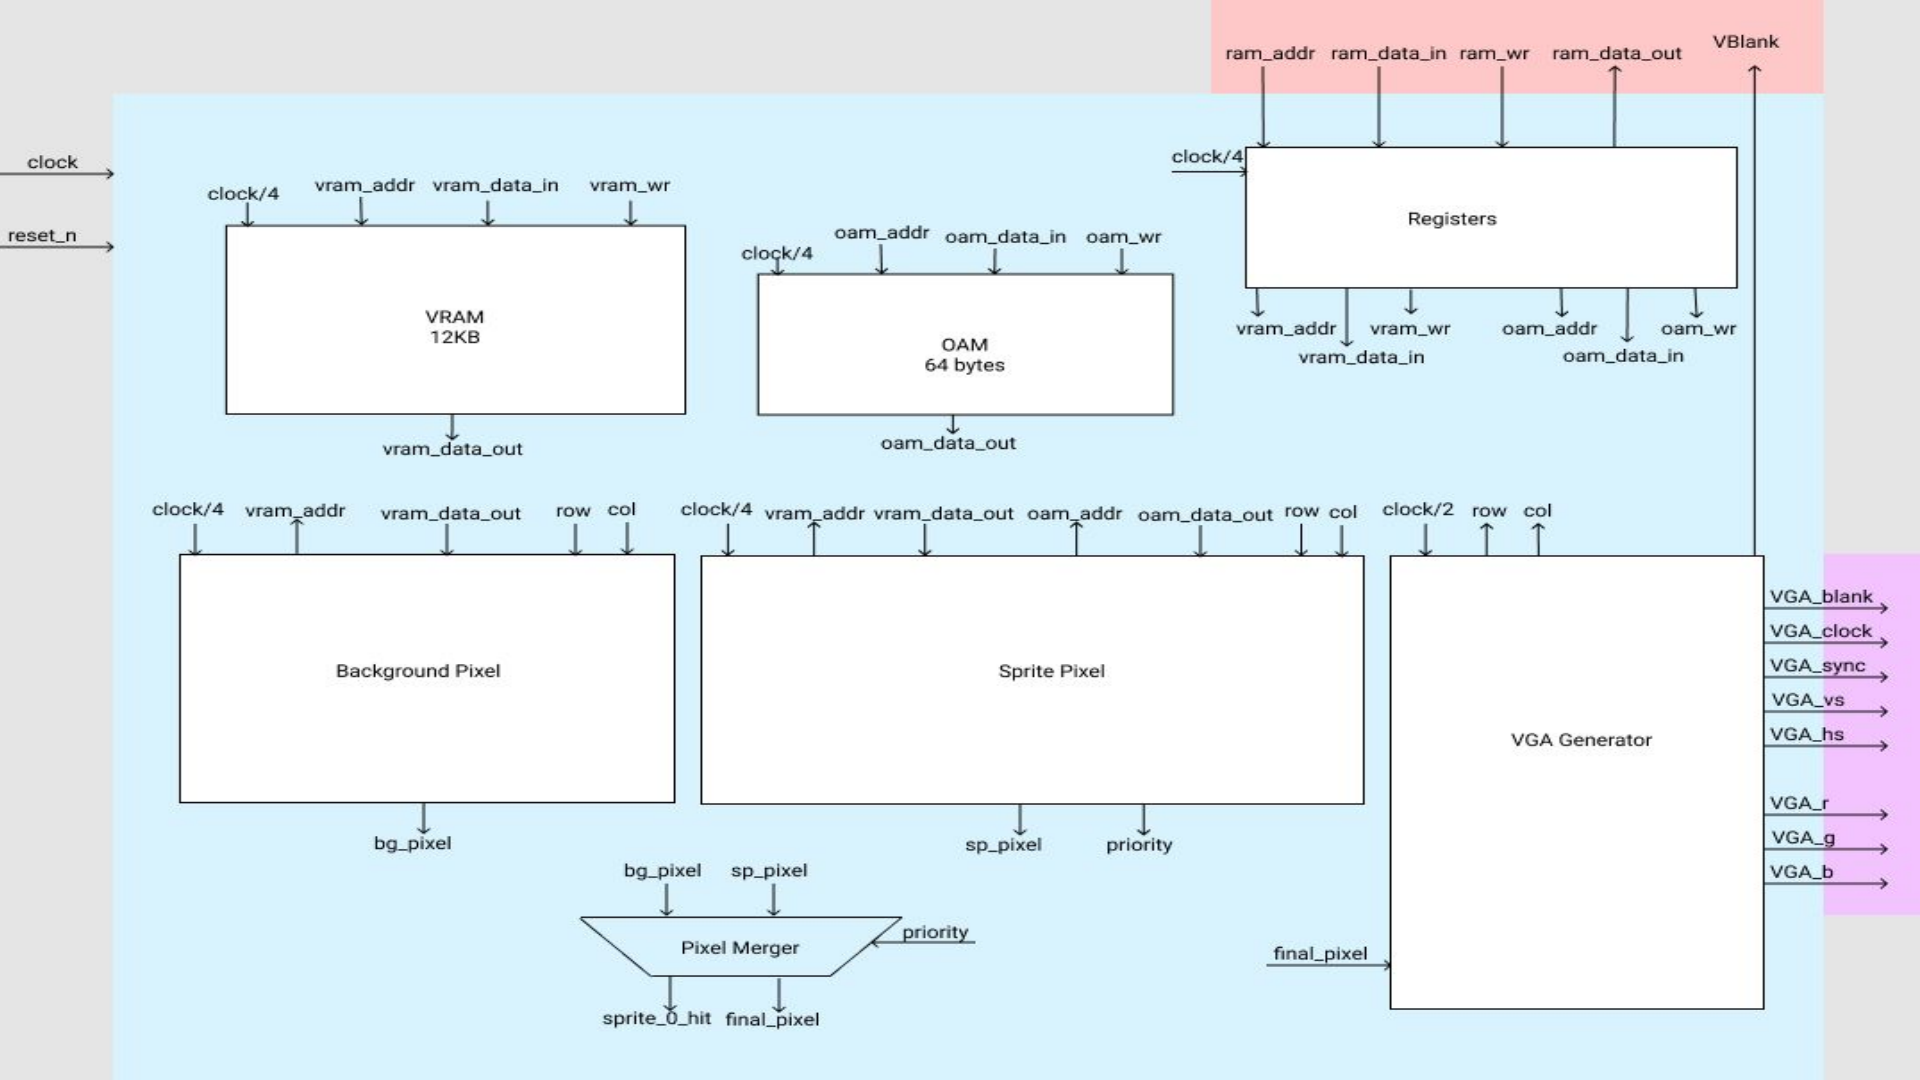 VBlank
ram_addr ram_data_in ram_wr ram_data_out
clock
reset_n
clock/4
Registers
vram_addr vram_wr oam_addr oam_wr
vram_data_in oam_data_in
clock/4 vram_addr vram_data_in vram_wr
VRAM
12KB
vram_data_out
clock/4 oam_addr oam_data_in oam_wr
OAM
64 bytes
oam_data_out
clock/4 vram_addr vram_data_out row col
Background Pixel
bg_pixel
clock/4 vram_addr vram_data_out oam_addr oam_data_out row col
Sprite Pixel
sp_pixel priority
clock/2 row col
VGA Generator
VGA_blank
VGA_clock
VGA_sync
VGA_vs
VGA_hs
VGA_r
VGA_g
VGA_b
final_pixel
bg_pixel sp_pixel
Pixel Merger
priority
sprite_0_hit final_pixel